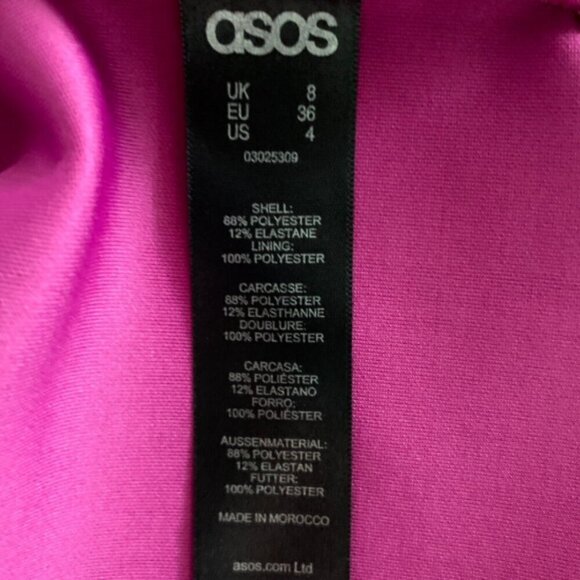 asos
UK 8
EU 36
US 4
03025309
SHELL:
88% POLYESTER
12% ELASTANE
LINING:
100% POLYESTER
CARCASSE:
88% POLYESTER
12% ELASTHANNE
DOUBLURE:
100% POLYESTER
CARCASA:
88% POLIÉSTER
12% ELASTANO
FORRO:
100% POLIÉSTER
AUSSENMATERIAL:
88% POLYESTER
12% ELASTAN
FUTTER:
100% POLYESTER
MADE IN MOROCCO
asos.com Ltd